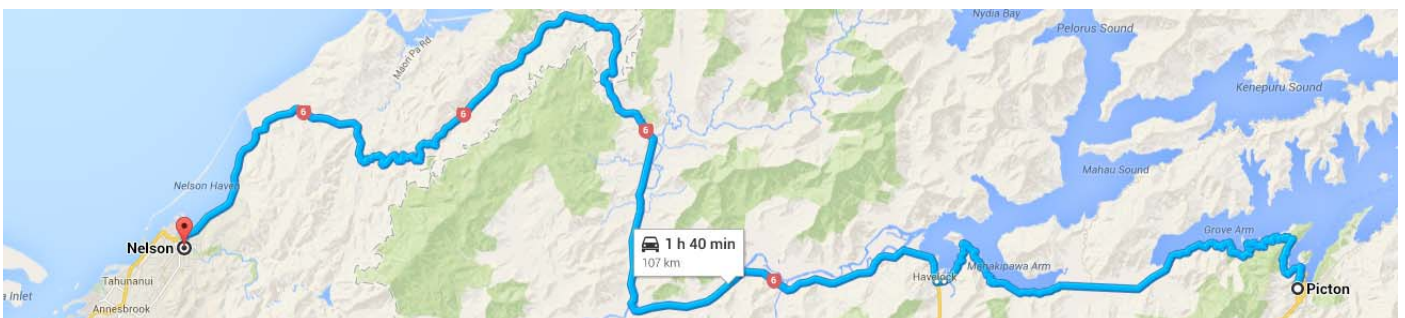 Nydia Bay
Pelorus Sound
Maori Pa Rd
6
6
Kenepuru Sound
6
Mahau Sound
Nelson Haven
Grove Arm
Nelson
1 h 40 min
107 km
Mahakipawa Arm
Tahunanui
6
Havelock
Picton
a Inlet
Annesbrook